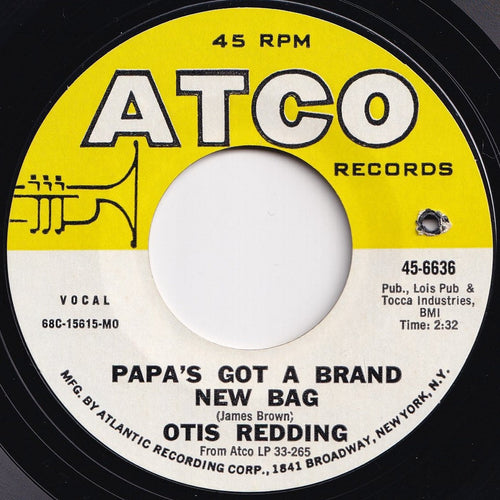 45 RPM
ATCO
RECORDS
45-6636
Pub., Lois Pub &
Tocca Industries,
BMI
Time: 2:32
VOCAL
68C-15615-MO
PAPA'S GOT A BRAND
NEW BAG
(James Brown)
OTIS REDDING
From Atco LP 33-265
MFG. BY ATLANTIC RECORDING CORP., 1841 BROADWAY, NEW YORK, N.Y.